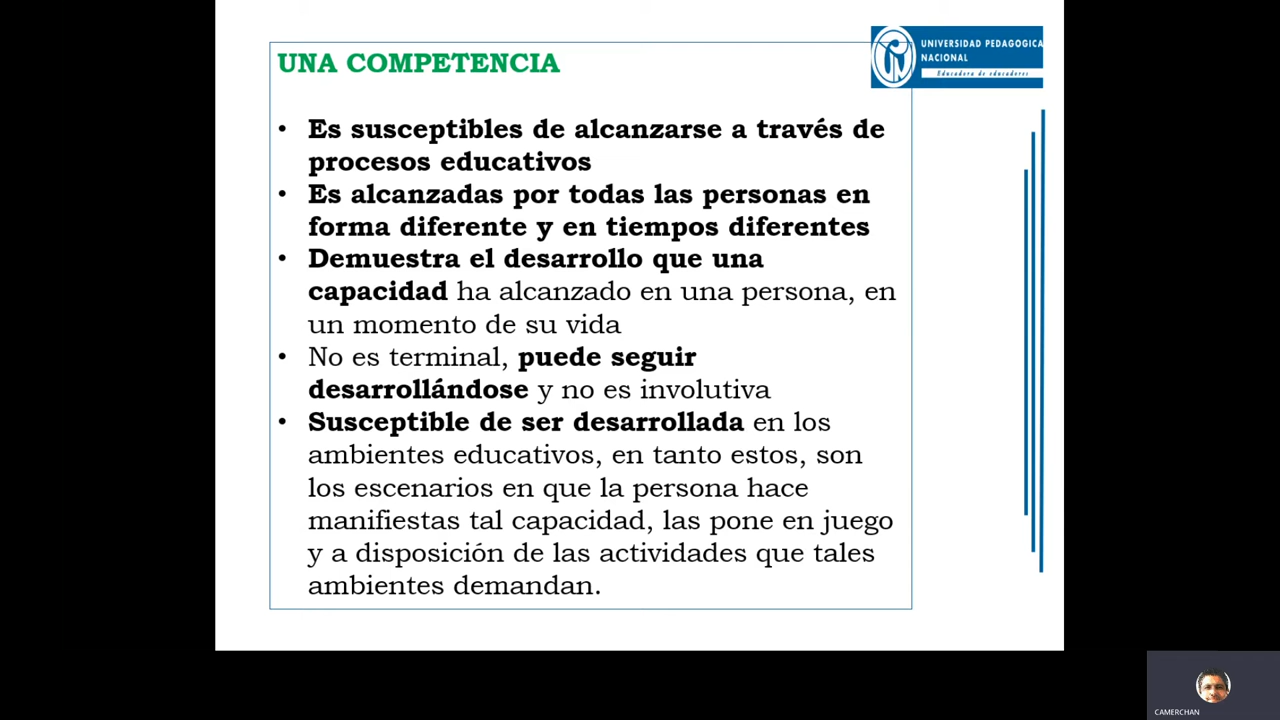 UNA COMPETENCIA
UNIVERSIDAD PEDAGOGICA
NACIONAL
Educadora de educadores
• Es susceptibles de alcanzarse a través de
procesos educativos
• Es alcanzadas por todas las personas en
forma diferente y en tiempos diferentes
• Demuestra el desarrollo que una
capacidad ha alcanzado en una persona, en
un momento de su vida
• No es terminal, puede seguir
desarrollándose y no es involutiva
• Susceptible de ser desarrollada en los
ambientes educativos, en tanto estos, son
los escenarios en que la persona hace
manifiestas tal capacidad, las pone en juego
y a disposición de las actividades que tales
ambientes demandan.
CAMERCHAN